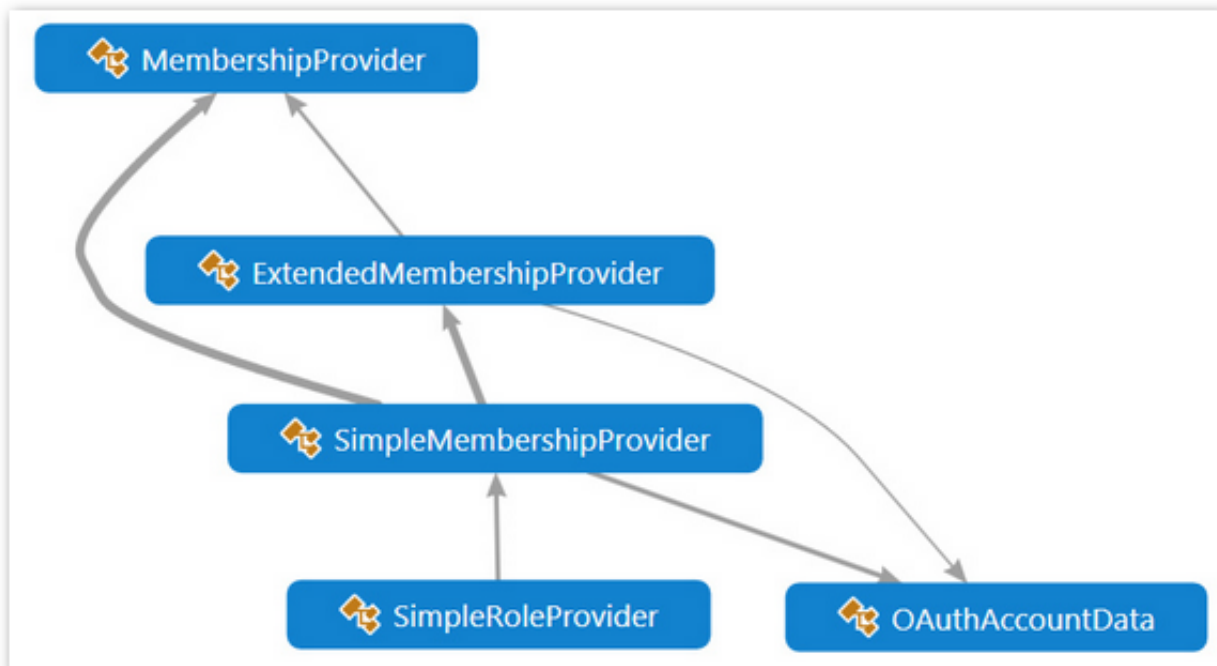 MembershipProvider
ExtendedMembershipProvider
SimpleMembershipProvider
SimpleRoleProvider
OAuthAccountData